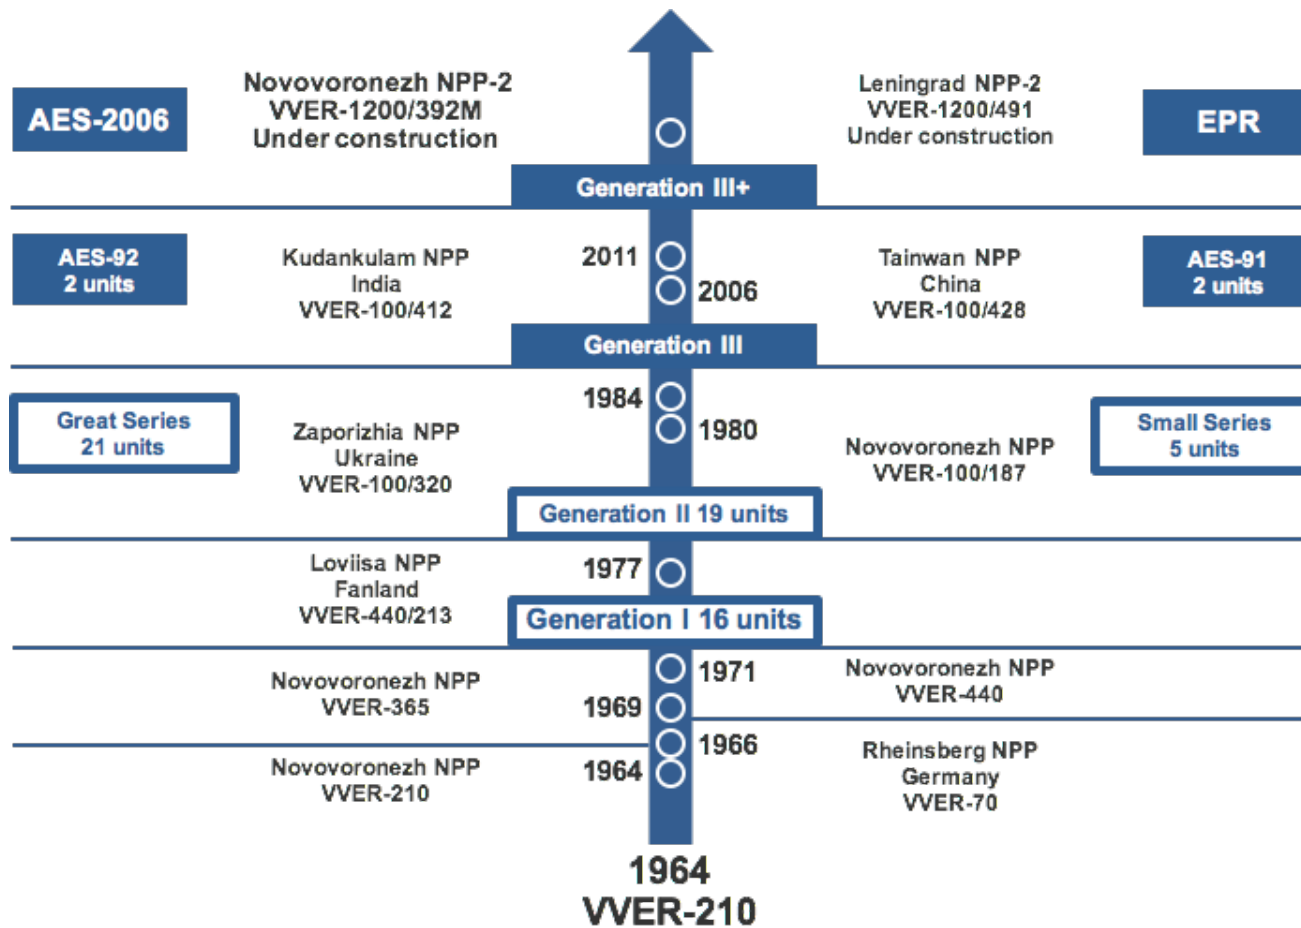 AES-2006
Novovoronezh NPP-2
VVER-1200/392M
Under construction
Leningrad NPP-2
VVER-1200/491
Under construction
EPR
Generation III+
AES-92
2 units
Kudankulam NPP
India
VVER-100/412
2011
2006
Tainwan NPP
China
VVER-100/428
AES-91
2 units
Generation III
Great Series
21 units
Zaporizhia NPP
Ukraine
VVER-100/320
1984
1980
Novovoronezh NPP
VVER-100/187
Small Series
5 units
Generation II 19 units
Loviisa NPP
Fanland
VVER-440/213
1977
Generation I 16 units
Novovoronezh NPP
VVER-365
1969
1971
Novovoronezh NPP
VVER-440
Novovoronezh NPP
VVER-210
1964
1966
Rheinsberg NPP
Germany
VVER-70
1964
VVER-210